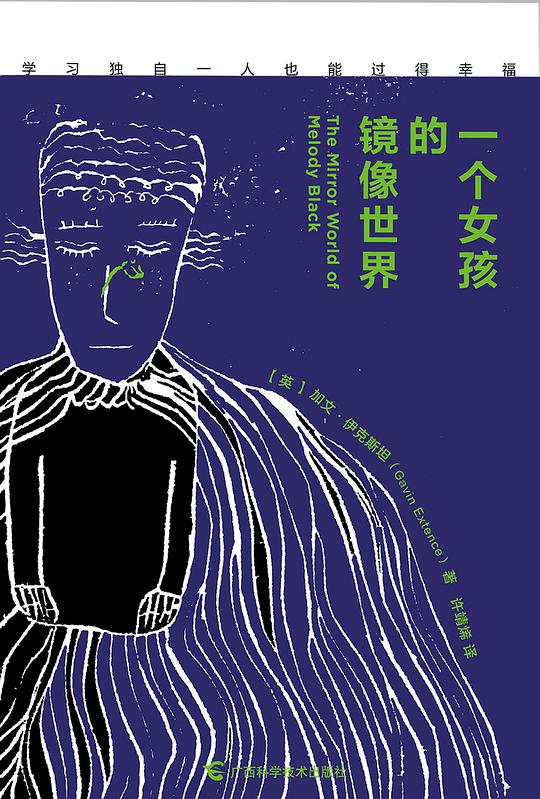 学习独自一人也能过得幸福
一个女孩
的
镜像世界
The Mirror World of
Melody Black
[英] 加文·伊克斯坦 (Gavin Extence) 著 许靖烯 译
广西科学技术出版社